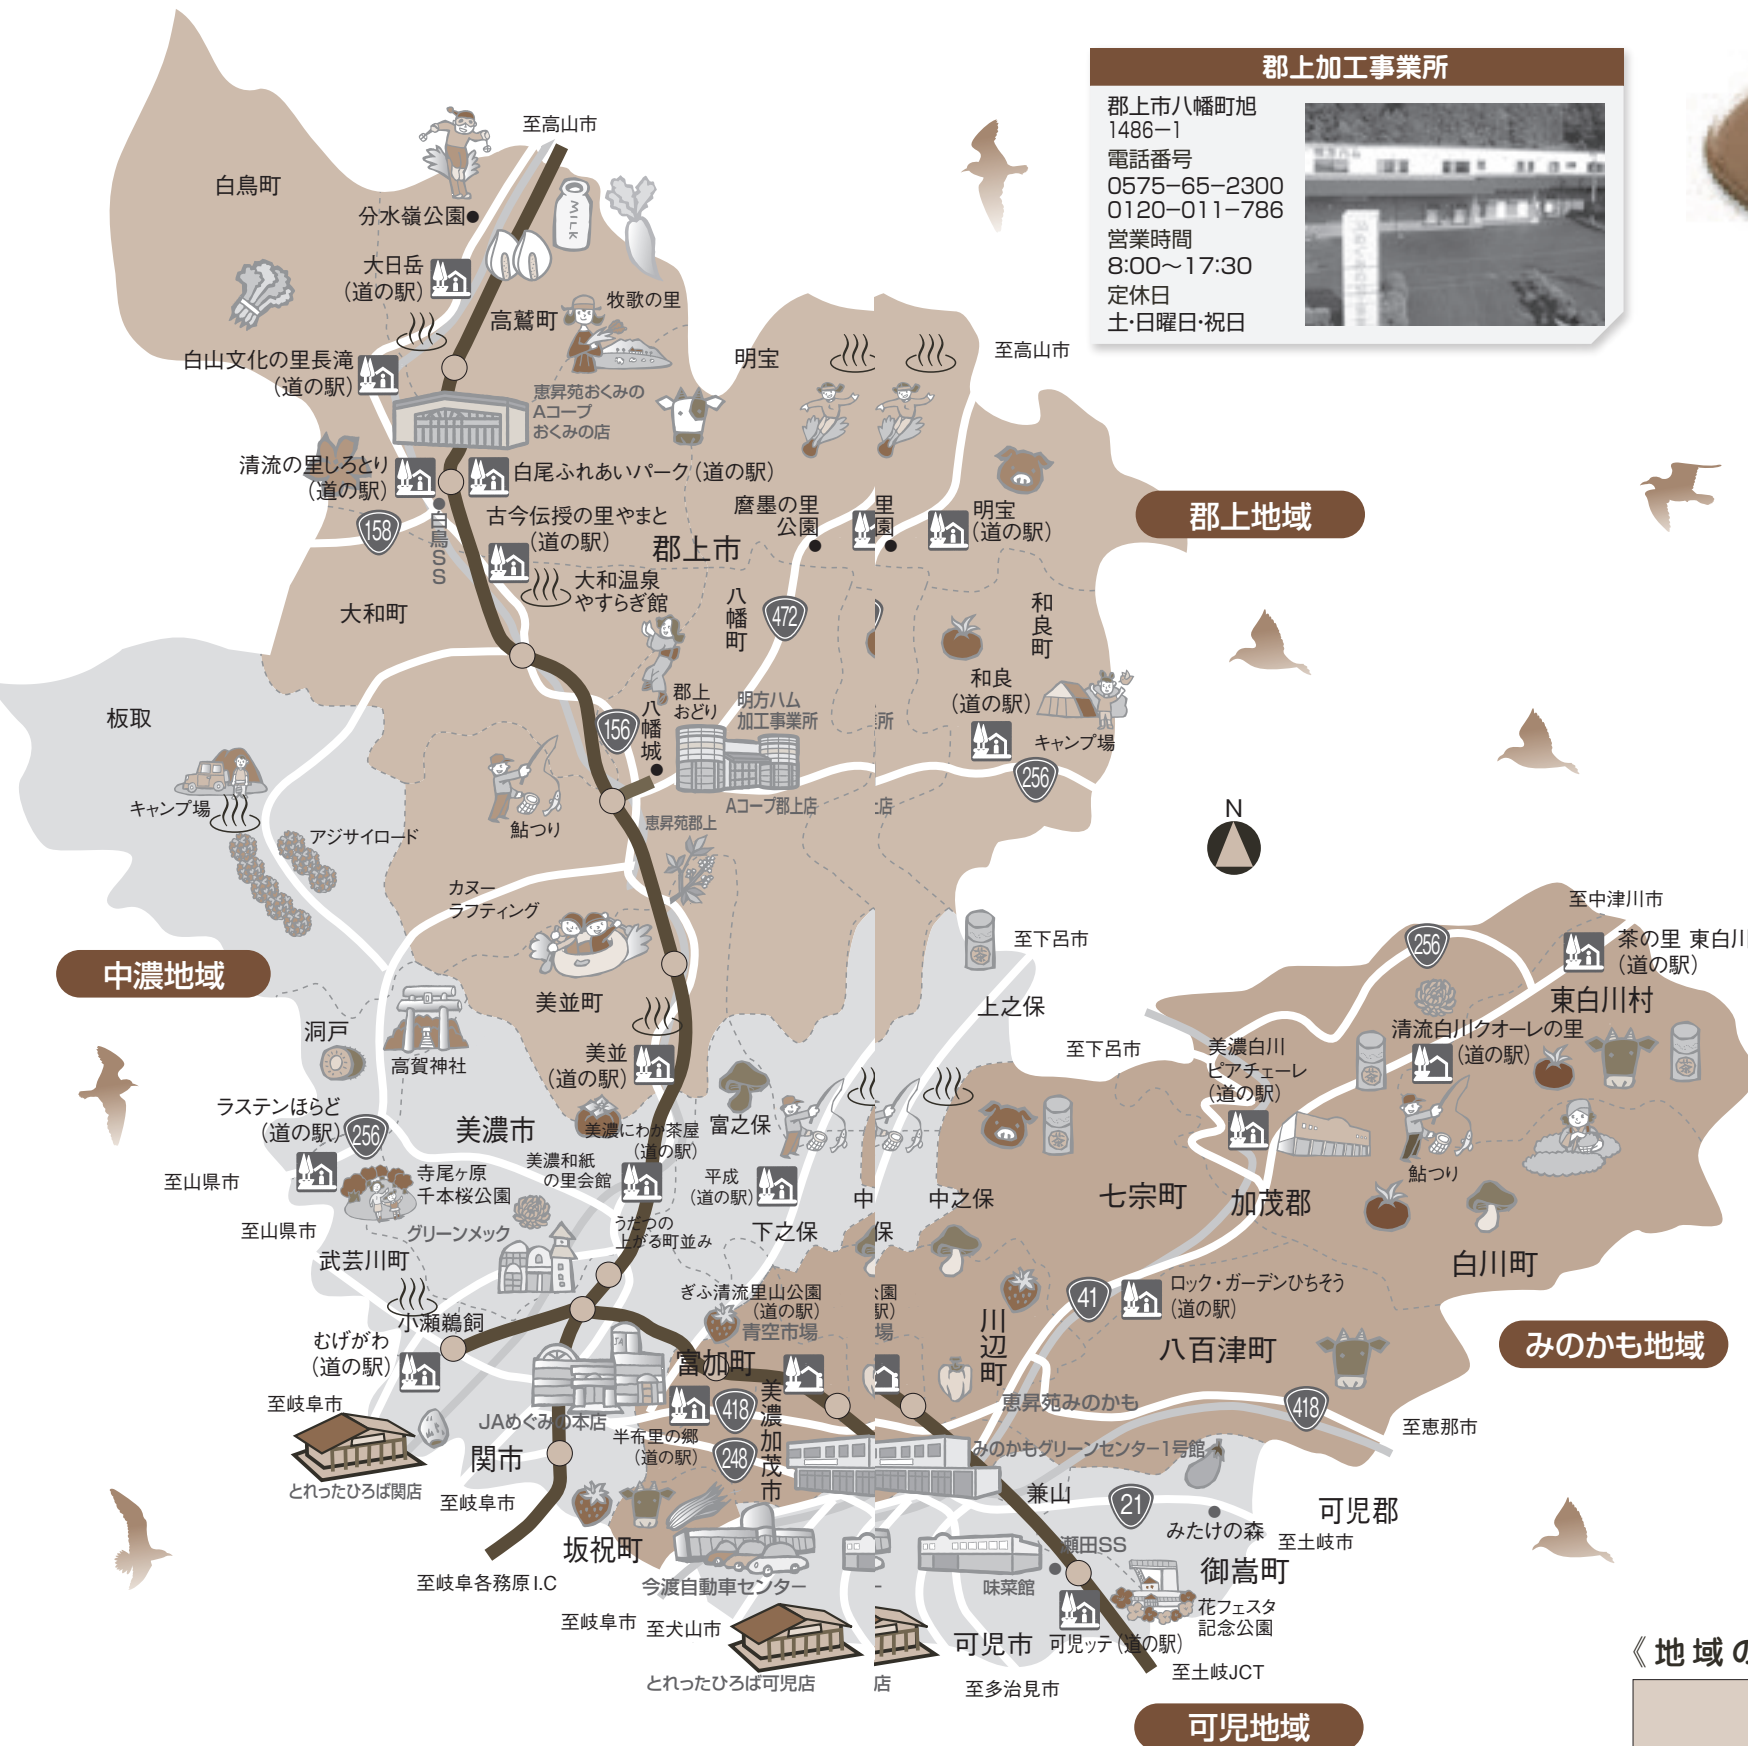 郡上加工事業所
郡上市八幡町旭
1486−1
電話番号
0575−65−2300
0120−011−786
営業時間
8:00〜17:30
定休日
土・日曜日・祝日
至高山市
白鳥町
分水嶺公園
MILK
大日岳
(道の駅)
高鷲町
牧歌の里
白山文化の里長滝
(道の駅)
恵昇苑おくみの
Aコープ
おくみの店
明宝
至高山市
清流の里しろとり
(道の駅)
白尾ふれあいパーク(道の駅)
158
白鳥SS
古今伝授の里やまと
(道の駅)
郡上市
麿墨の里
公園
里
園
明宝
(道の駅)
郡上地域
大和温泉
やすらぎ館
大和町
八幡町
472
和良町
和良
(道の駅)
キャンプ場
256
板取
キャンプ場
アジサイロード
156
郡上
おどり
八幡城
明方ハム
加工事業所
所
Aコープ郡上店
店
恵昇苑郡上
鮎つり
N
カヌー
ラフティング
中濃地域
美並町
洞戸
高賀神社
美並
(道の駅)
至下呂市
上之保
至下呂市
至中津川市
256
茶の里 東白川
(道の駅)
東白川村
清流白川クオーレの里
(道の駅)
美濃白川
ピアチェーレ
(道の駅)
茶
茶
茶
茶
鮎つり
ラステンほらど
(道の駅)
256
美濃市
美濃にわか茶屋
(道の駅)
富之保
至山県市
寺尾ヶ原
千本桜公園
美濃和紙
の里会館
平成
(道の駅)
至山県市
グリーンメック
うだつの
上がる町並み
下之保
中
保
中之保
七宗町
加茂郡
白川町
武芸川町
小瀬鵜飼
むげがわ
(道の駅)
ぎふ清流里山公園
(道の駅)
青空市場
公園
駅)
場
川辺町
41
ロック・ガーデンひちそう
(道の駅)
八百津町
みのかも地域
至岐阜市
JA
JAめぐみの本店
富加町
418
半布里の郷
(道の駅)
248
美濃加茂市
恵昇苑みのかも
418
至恵那市
みのかもグリーンセンター1号館
とれったひろば関店
関市
至岐阜市
坂祝町
至岐阜各務原I.C
今渡自動車センター
至岐阜市
至犬山市
とれったひろば可児店
店
兼山
21
みたけの森
可児郡
至土岐市
瀬田SS
味菜館
御嵩町
花フェスタ
記念公園
可児市
可児ッテ(道の駅)
至土岐JCT
至多治見市
可児地域
《地域の